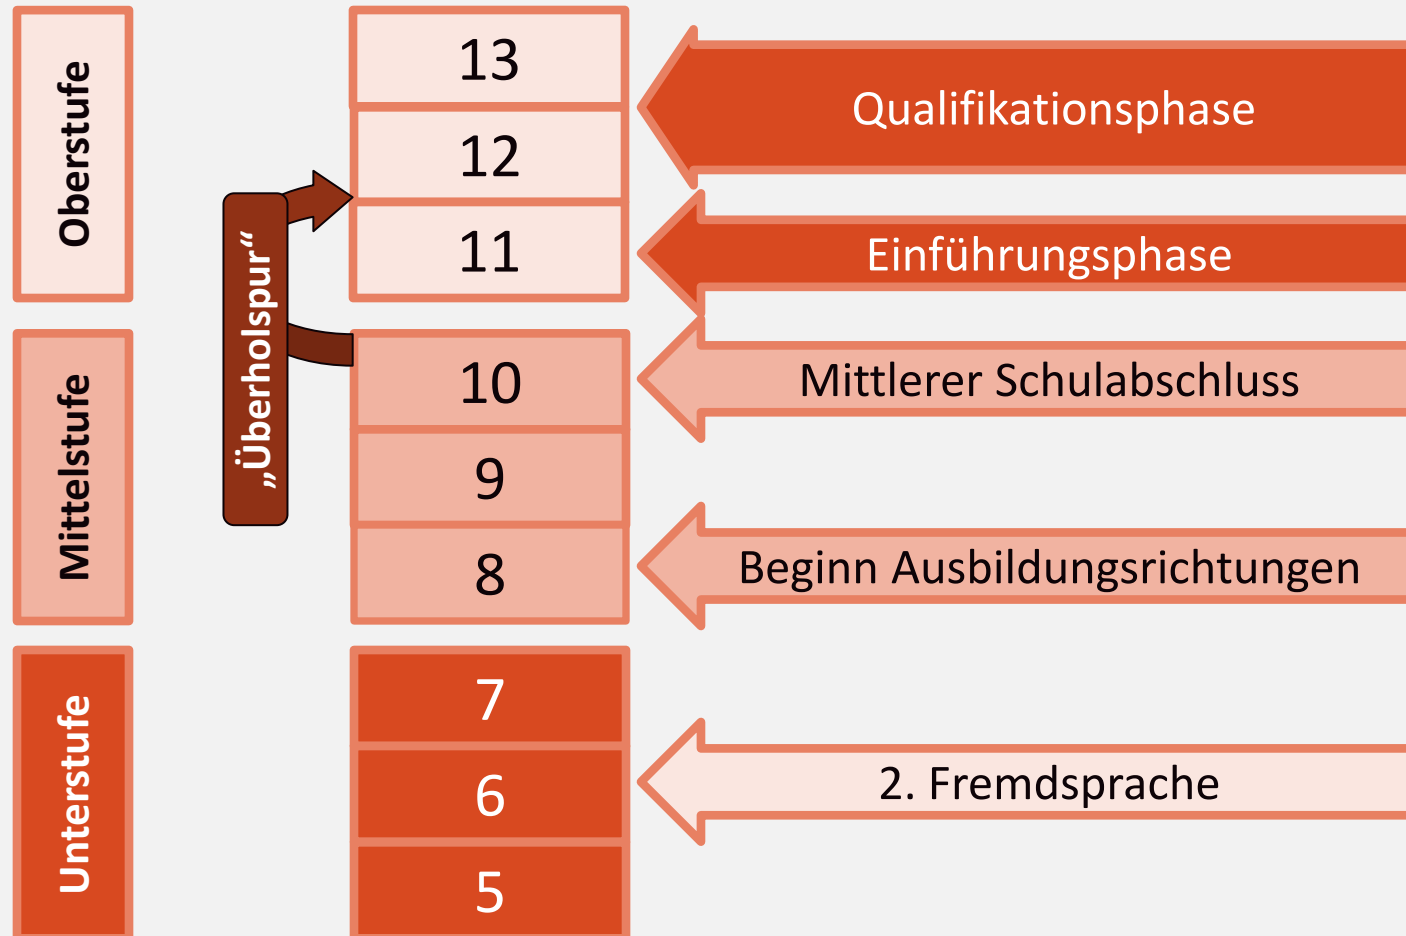 Oberstufe
13
12
11
Qualifikationsphase
Einführungsphase
„Überholspur“
Mittelstufe
10
9
8
Mittlerer Schulabschluss
Beginn Ausbildungsrichtungen
Unterstufe
7
6
5
2. Fremdsprache